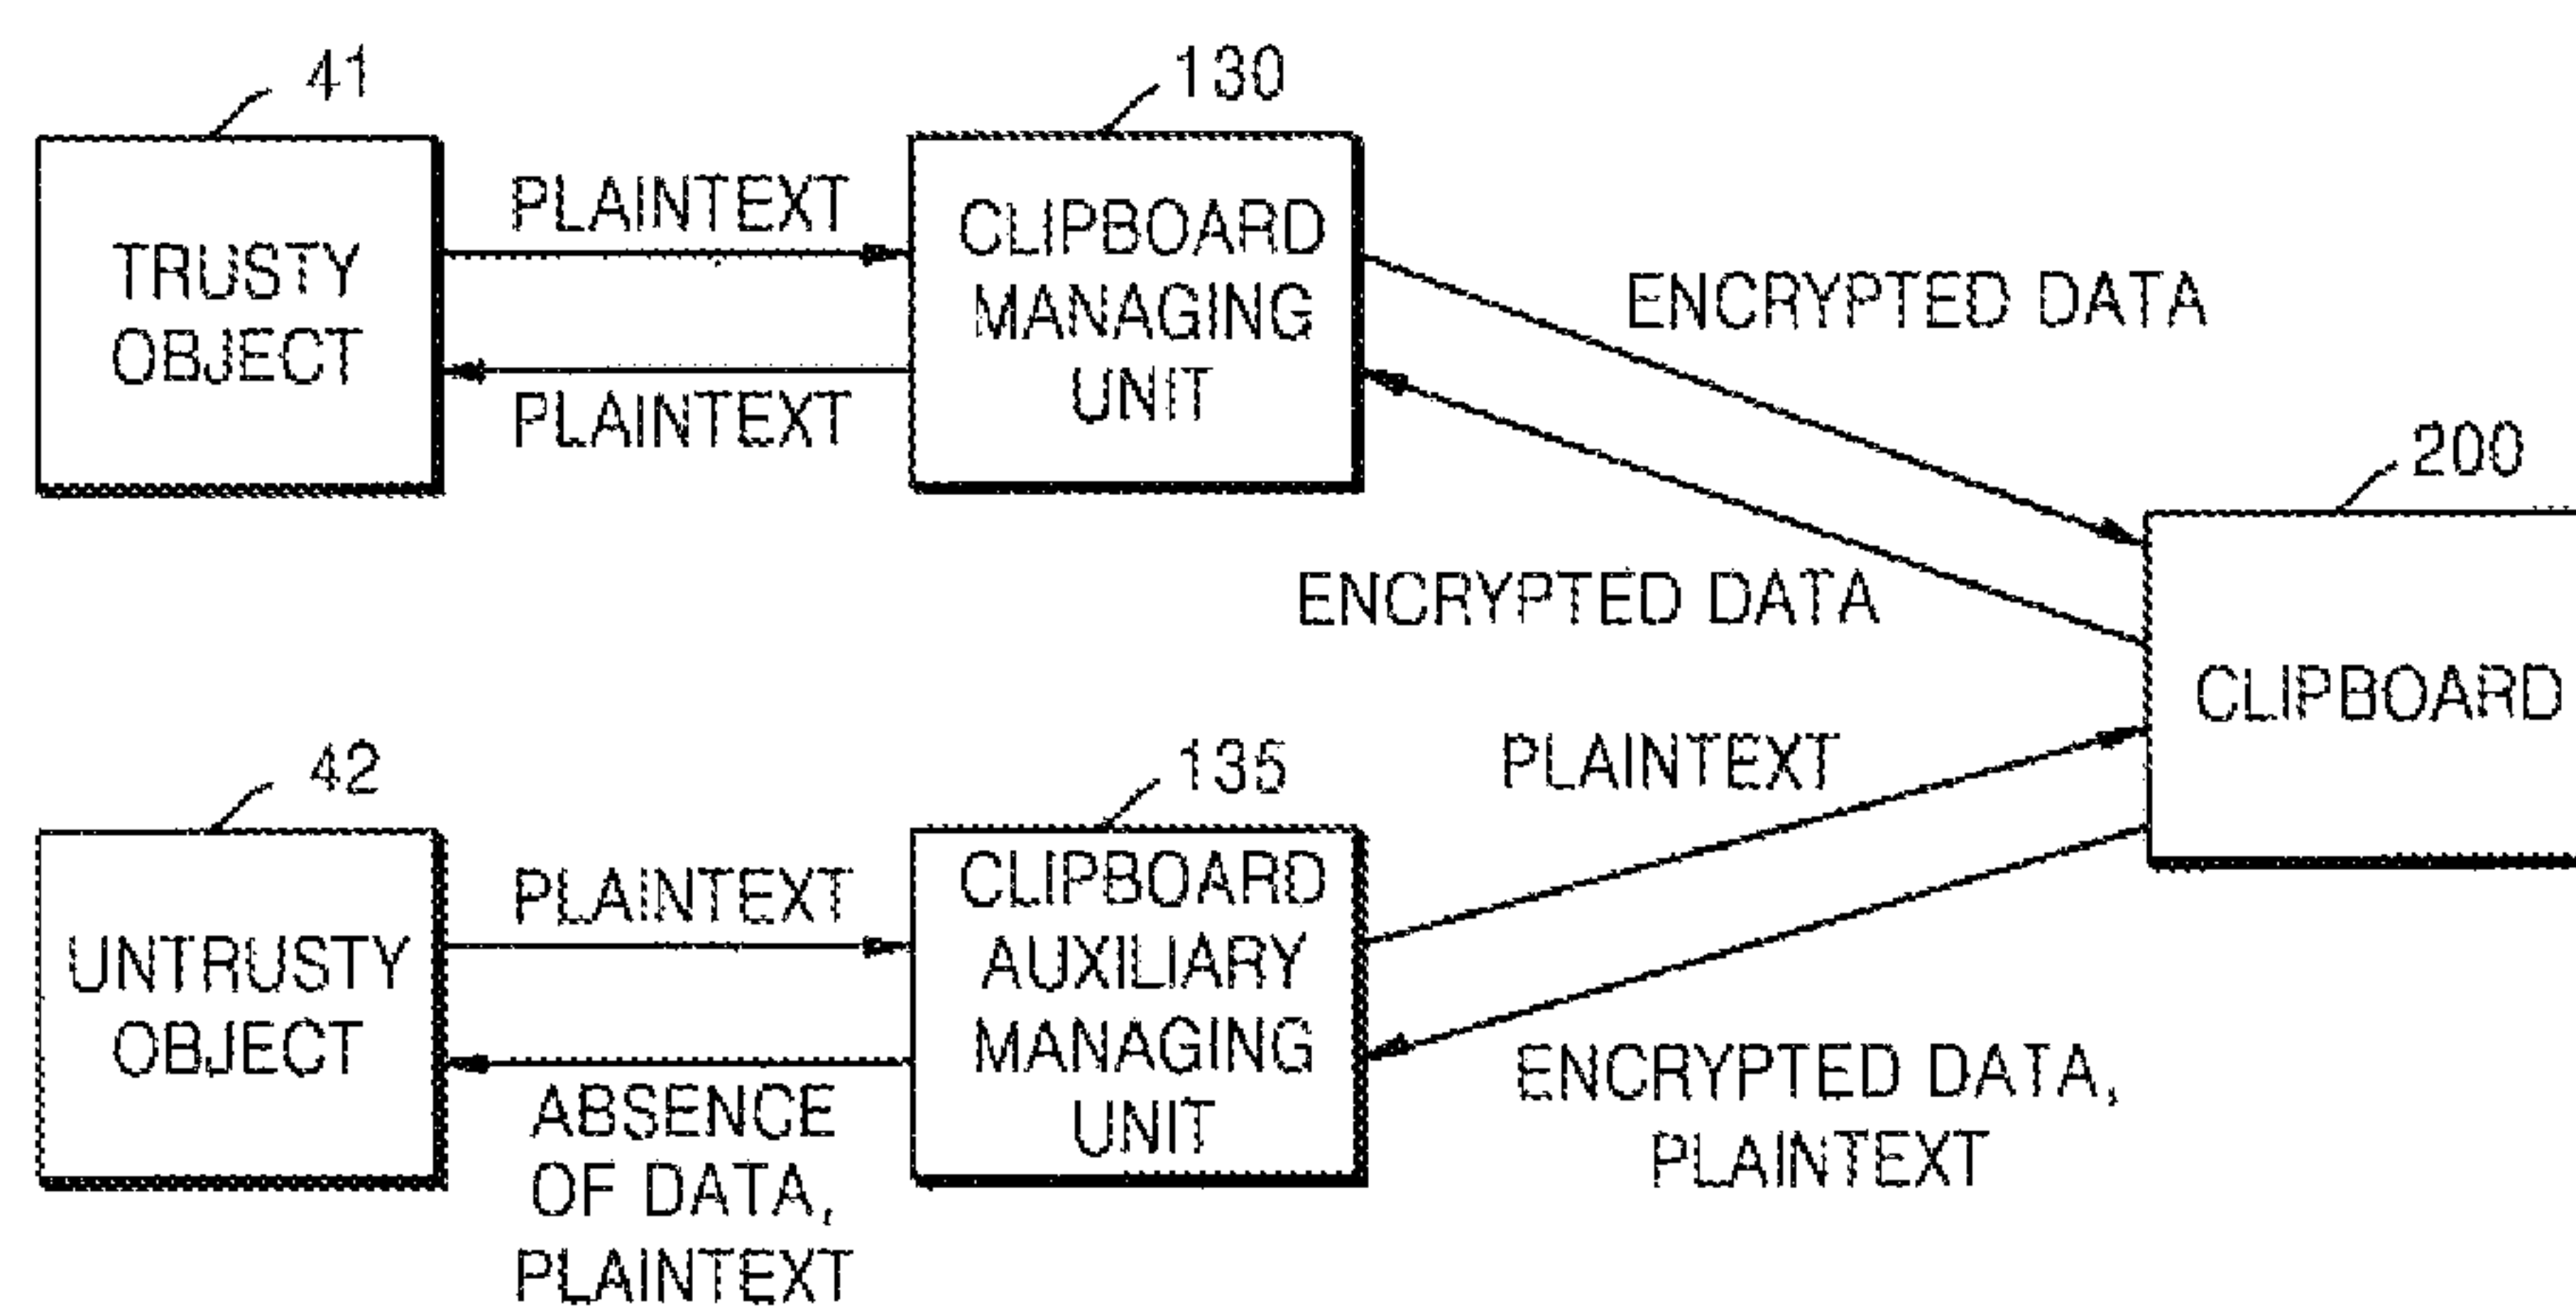 41
130
TRUSTY
OBJECT
PLAINTEXT
PLAINTEXT
CLIPBOARD
MANAGING
UNIT
ENCRYPTED DATA
ENCRYPTED DATA
200
CLIPBOARD
42
135
UNTRUSTY
OBJECT
PLAINTEXT
ABSENCE
OF DATA,
PLAINTEXT
CLIPBOARD
AUXILIARY
MANAGING
UNIT
PLAINTEXT
ENCRYPTED DATA,
PLAINTEXT